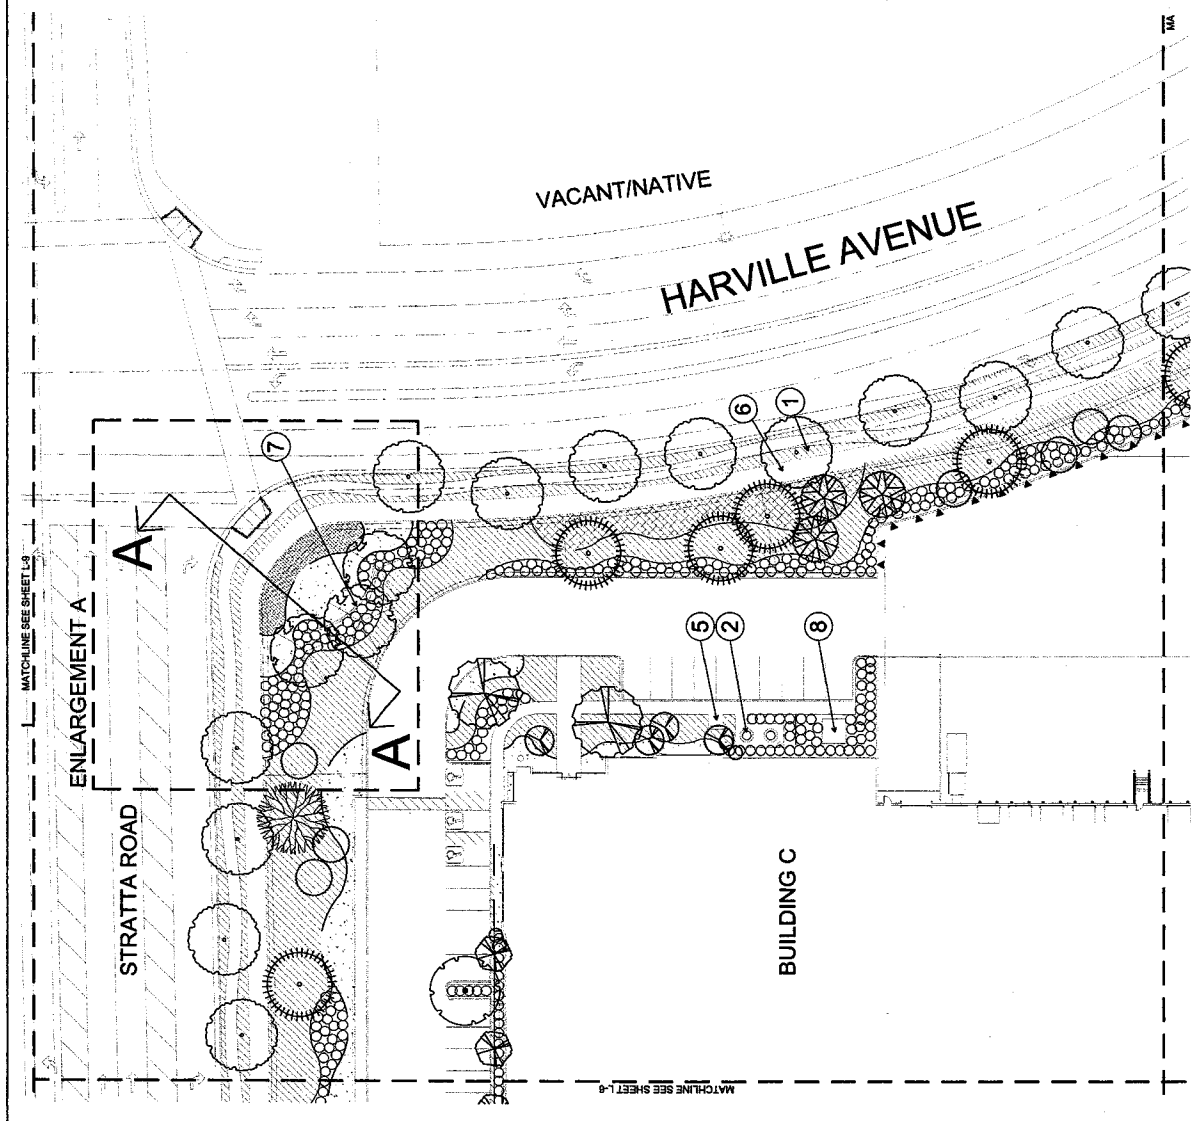 MA
VACANT/NATIVE
HARVILLE AVENUE
7
6
1
A
MATCHLINE SEE SHEET L-9
ENLARGEMENT A
5
2
8
A
STRATTA ROAD
BUILDING C
MATCHLINE SEE SHEET L-6